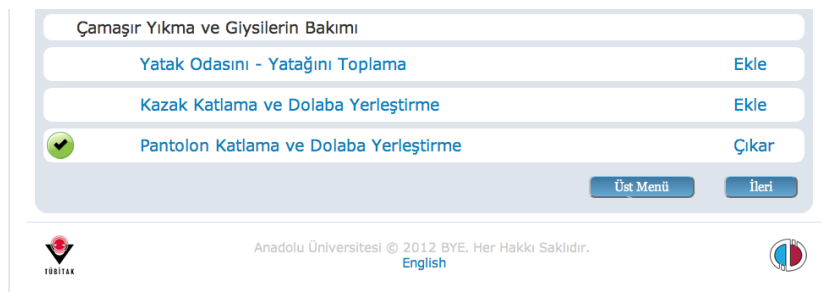 Çamaşır Yıkma ve Giysilerin Bakımı
Yatak Odasını - Yatağını Toplama Ekle
Kazak Katlama ve Dolaba Yerleştirme Ekle
Pantolon Katlama ve Dolaba Yerleştirme Çıkar
Üst Menü İleri
Anadolu Üniversitesi © 2012 BYE. Her Hakkı Saklıdır.
English
TÜBİTAK